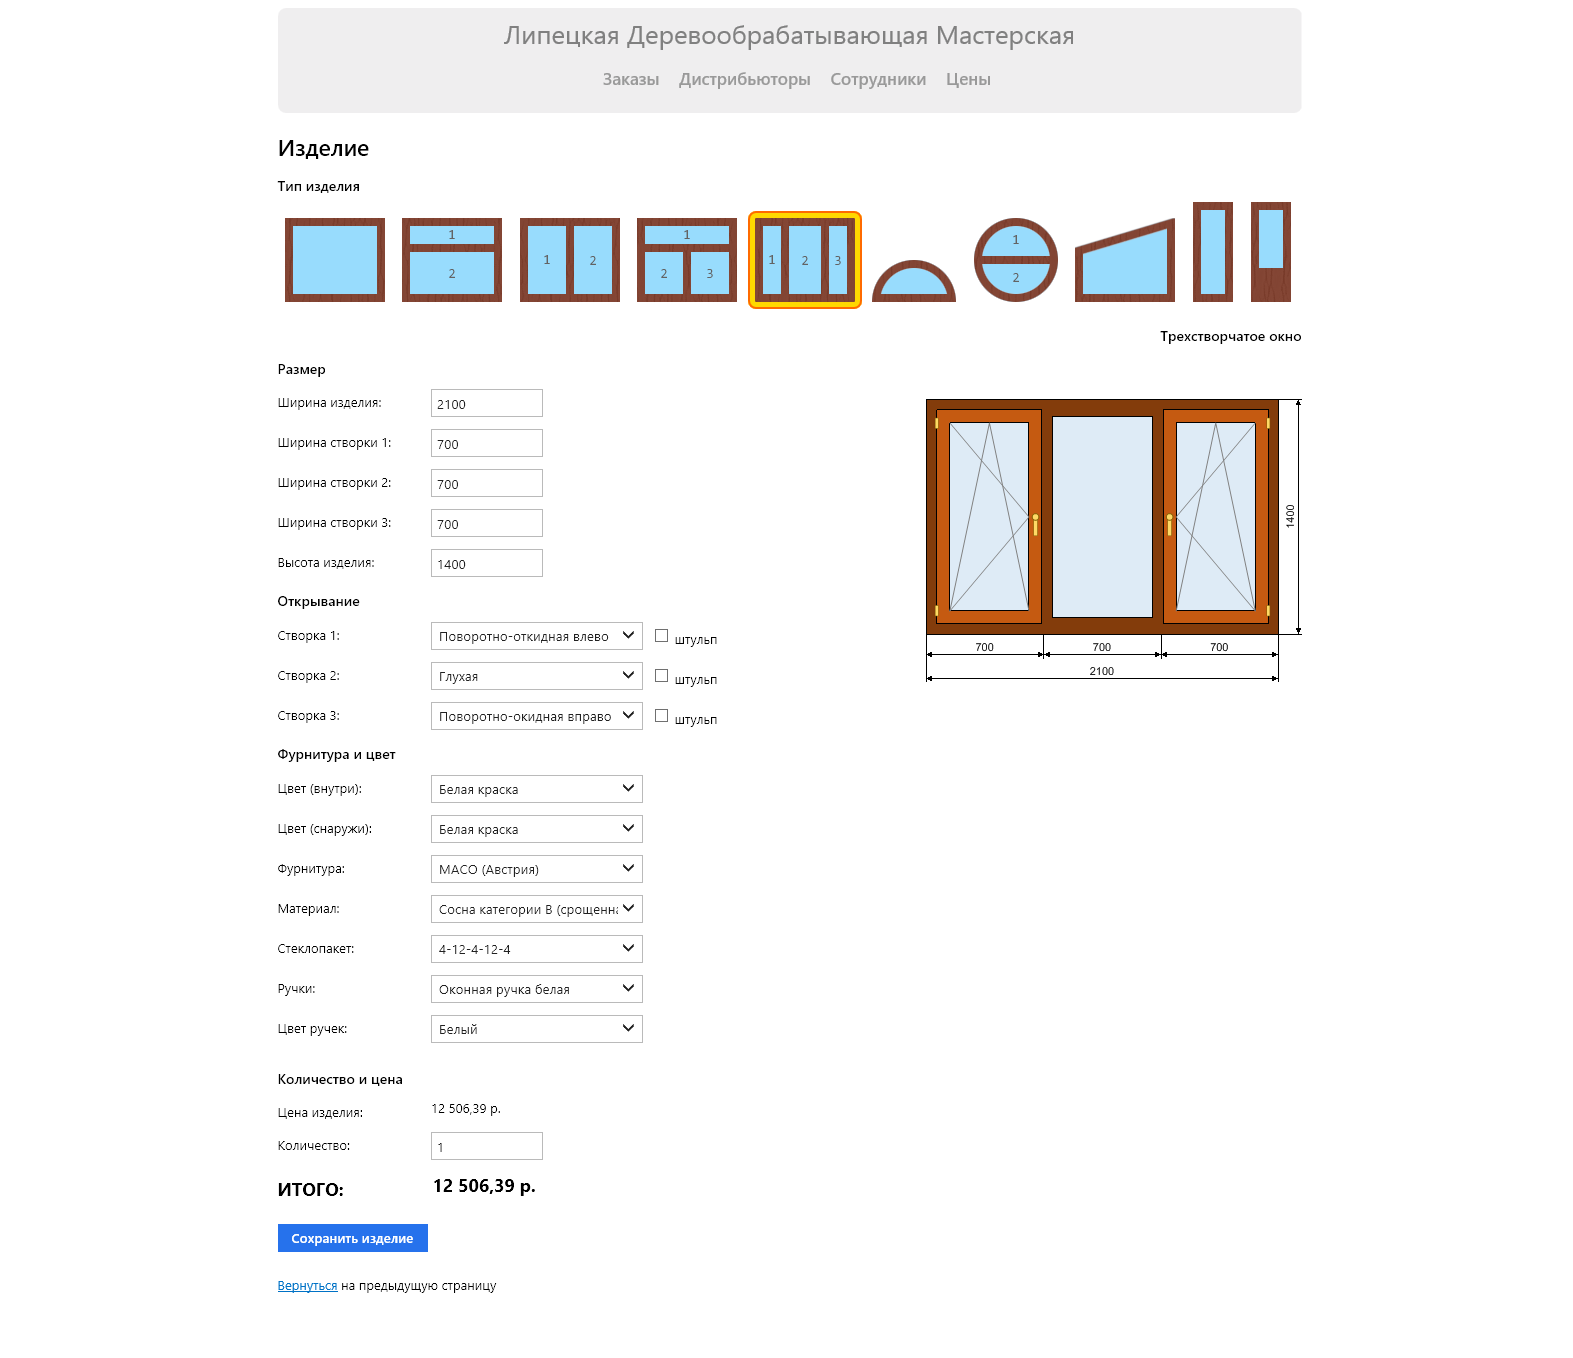 Липецкая Деревообрабатывающая Мастерская
Заказы Дистрибьюторы Сотрудники Цены
Изделие
Тип изделия
1 2
1 2
1 2 3
1 2 3
1 2
Трехстворчатое окно
Размер
Ширина изделия: 2100
Ширина створки 1: 700
Ширина створки 2: 700
Ширина створки 3: 700
Высота изделия: 1400
1400
700 700 700
2100
Открывание
Створка 1: Поворотно-откидная влево штульп
Створка 2: Глухая штульп
Створка 3: Поворотно-окидная вправо штульп
Фурнитура и цвет
Цвет (внутри): Белая краска
Цвет (снаружи): Белая краска
Фурнитура: МАСО (Австрия)
Материал: Сосна категории В (срощенна
Стеклопакет: 4-12-4-12-4
Ручки: Оконная ручка белая
Цвет ручек: Белый
Количество и цена
Цена изделия: 12 506,39 р.
Количество: 1
ИТОГО: 12 506,39 р.
Сохранить изделие
Вернуться на предыдущую страницу